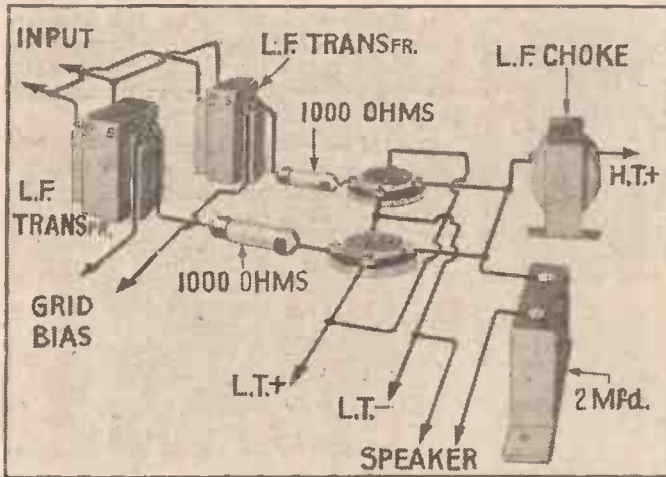 INPUT
L.F. TRANSFR.
L.F. CHOKE
1000 OHMS
H.T.+
L.F.
TRANSFR.
1000 OHMS
GRID
BIAS
L.T.+
L.T.-
2 Mfd.
SPEAKER